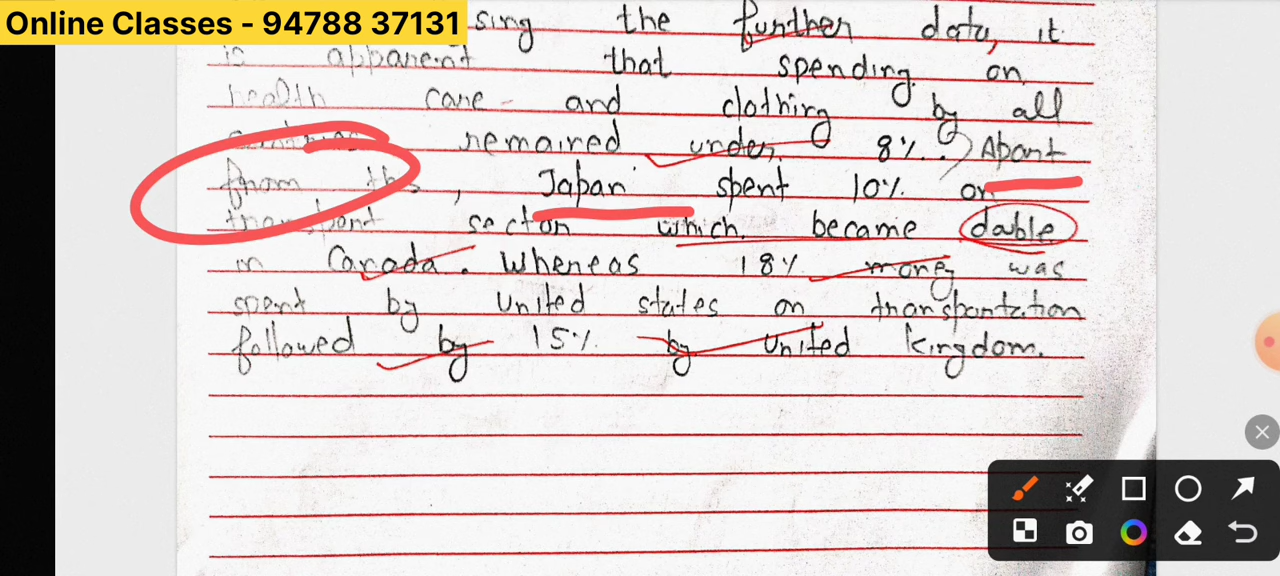 Online Classes - 94788 37131
sing the further data, it
is apparent that spending on
health care and clothing by all
remained under 8%. Apart
from this, Japan spent 10% on
transport sector which became double
in Canada. Whereas 18% money was
spent by United states on transportation
followed by 15% by United kingdom.